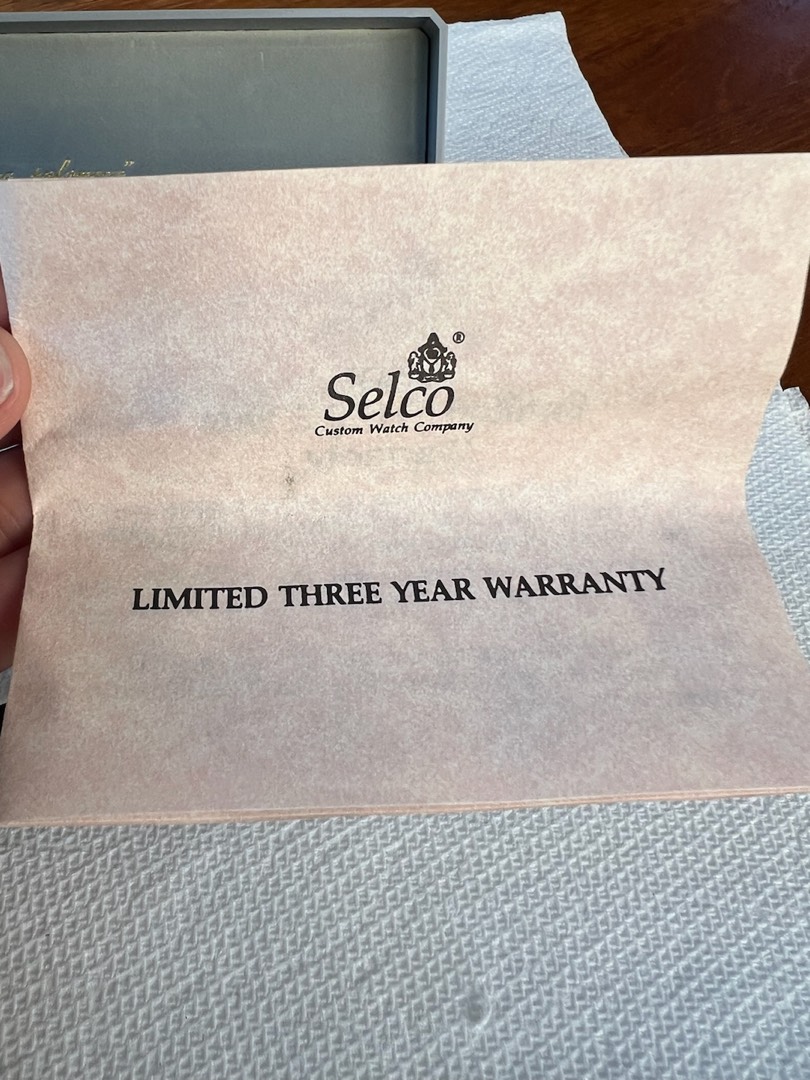 ®
Selco
Custom Watch Company
LIMITED THREE YEAR WARRANTY